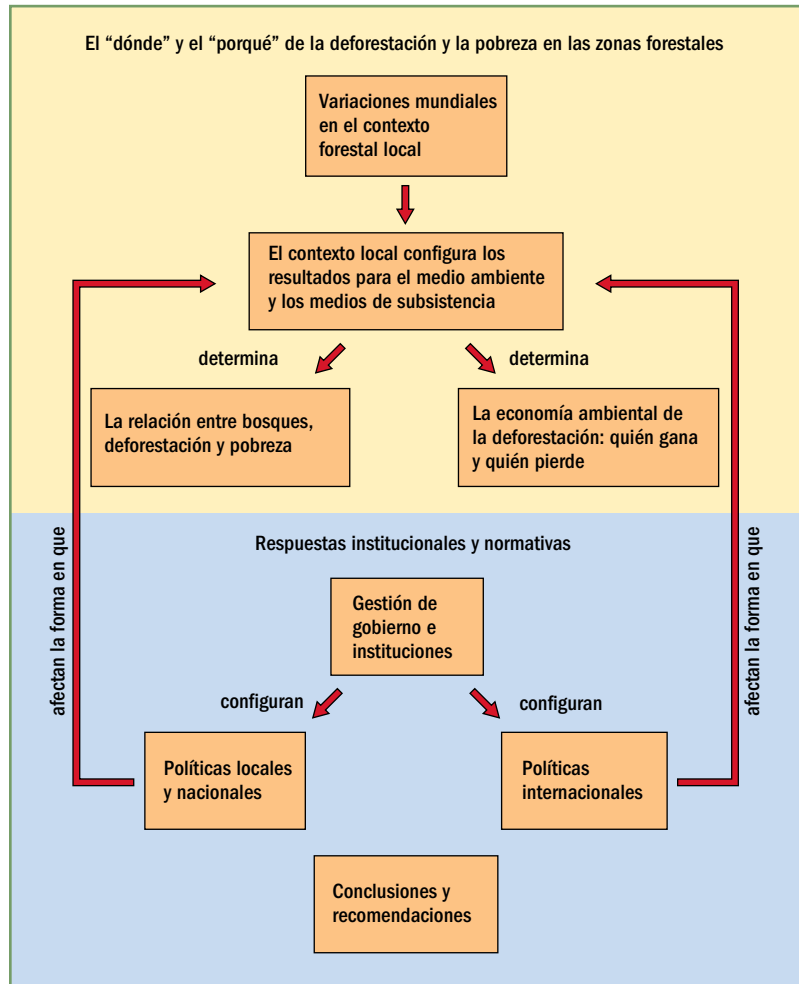 El “dónde” y el “porqué” de la deforestación y la pobreza en las zonas forestales
Variaciones mundiales
en el contexto
forestal local
El contexto local configura los
resultados para el medio ambiente
y los medios de subsistencia
determina
determina
La relación entre bosques,
deforestación y pobreza
La economía ambiental de
la deforestación: quién gana
y quién pierde
afectan la forma en que
afectan la forma en que
Respuestas institucionales y normativas
Gestión de
gobierno e
instituciones
configuran
configuran
Políticas locales
y nacionales
Políticas
internacionales
Conclusiones y
recomendaciones